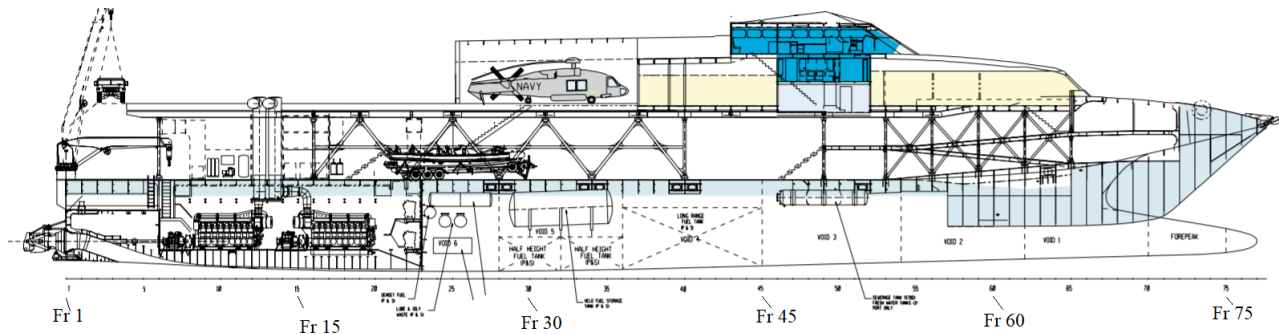 NAVY
LONG RANGE
FUEL TANK
(P & S)
VOID 4
VOID 3
VOID 2
VOID 1
FOREPEAK
VOID 5
VOID 6
HALF HEIGHT
FUEL TANK
(P&S)
HALF HEIGHT
FUEL TANK
(P&S)
1 5 10 15 20 25 30 35 40 45 50 55 60 65 70 75
GENSET FUEL
(P & S)
LUBE & OILY
WASTE (P & S)
HELO FUEL STORAGE
TANK (P & S)
SEWERAGE TANK (STBD)
FRESH WATER TANKS (2)
PORT ONLY
Fr 1
Fr 15
Fr 30
Fr 45
Fr 60
Fr 75